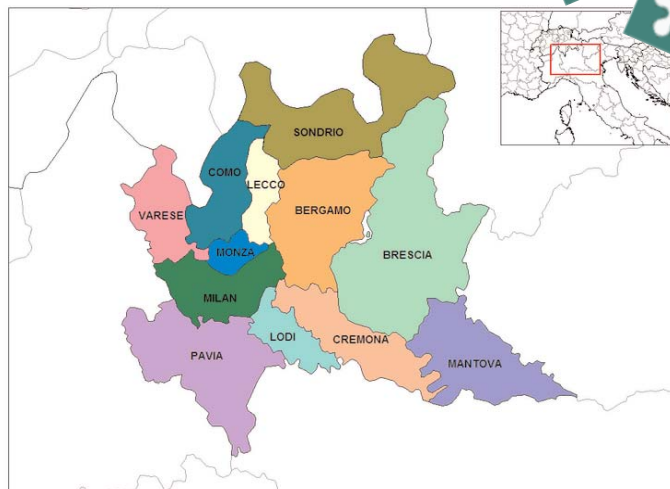 SONDRIO
COMO
LECCO
VARESE
BERGAMO
MONZA
BRESCIA
MILAN
LODI
CREMONA
PAVIA
MANTOVA